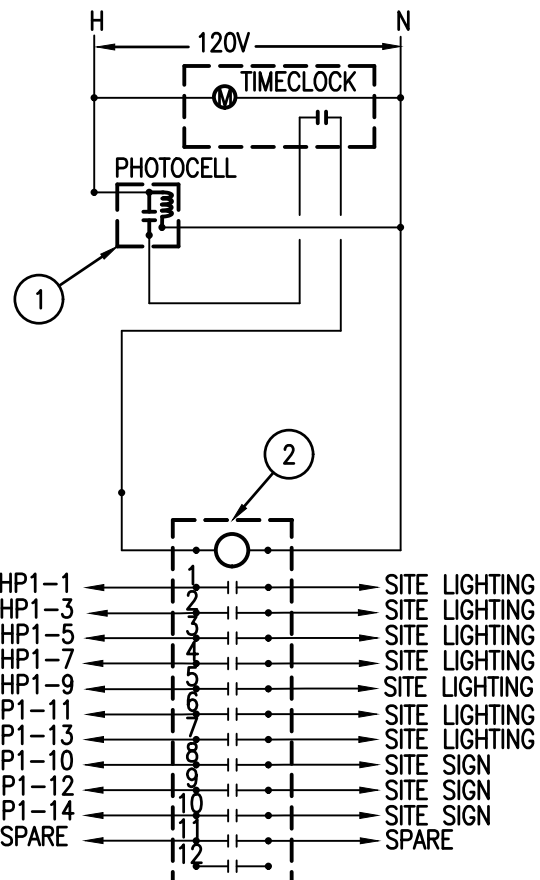 H N
120V
TIMECLOCK
M
PHOTOCELL
1
2
1
HP1-1 SITE LIGHTING
2
HP1-3 SITE LIGHTING
3
HP1-5 SITE LIGHTING
4
HP1-7 SITE LIGHTING
5
HP1-9 SITE LIGHTING
6
P1-11 SITE LIGHTING
7
P1-13 SITE LIGHTING
8
P1-10 SITE SIGN
9
P1-12 SITE SIGN
10
P1-14 SITE SIGN
11
SPARE SPARE
12